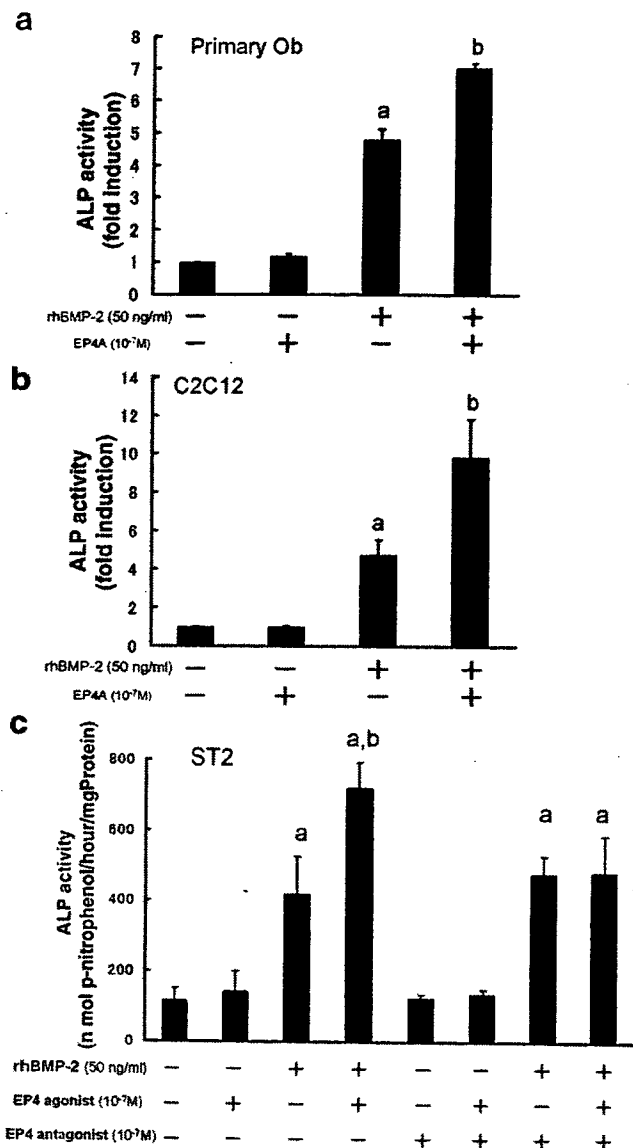 a
Primary Ob
b
a
ALP activity
(fold induction)
8
7
6
5
4
3
2
1
0
rhBMP-2 (50 ng/ml) — — + +
EP4A (10⁻⁷M) — + — +
b
C2C12
b
a
ALP activity
(fold induction)
14
12
10
8
6
4
2
0
rhBMP-2 (50 ng/ml) — — + +
EP4A (10⁻⁷M) — + — +
c
ST2
a,b
a
a
a
ALP activity
(n mol p-nitrophenol/hour/mgProtein)
800
600
400
200
0
rhBMP-2 (50 ng/ml) — — + + — — + +
EP4 agonist (10⁻⁷M) — + — + — + — +
EP4 antagonist (10⁻⁷M) — — — — + + + +